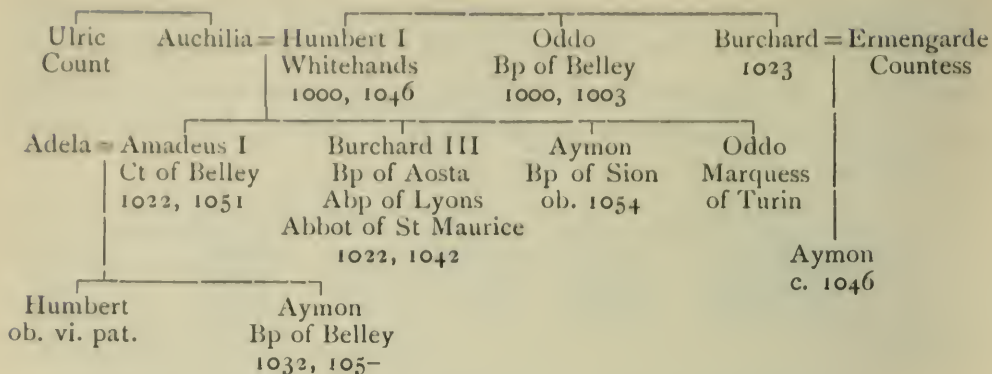 Ulric Auchilia = Humbert I Oddo Burchard = Ermengarde
Count Whitehands Bp of Belley 1023 Countess
1000, 1046 1000, 1003
Adela = Amadeus I Burchard III Aymon Oddo
Ct of Belley Bp of Aosta Bp of Sion Marquess
1022, 1051 Abp of Lyons ob. 1054 of Turin
Abbot of St Maurice
1022, 1042
Aymon
c. 1046
Humbert Aymon
ob. vi. pat. Bp of Belley
1032, 105–